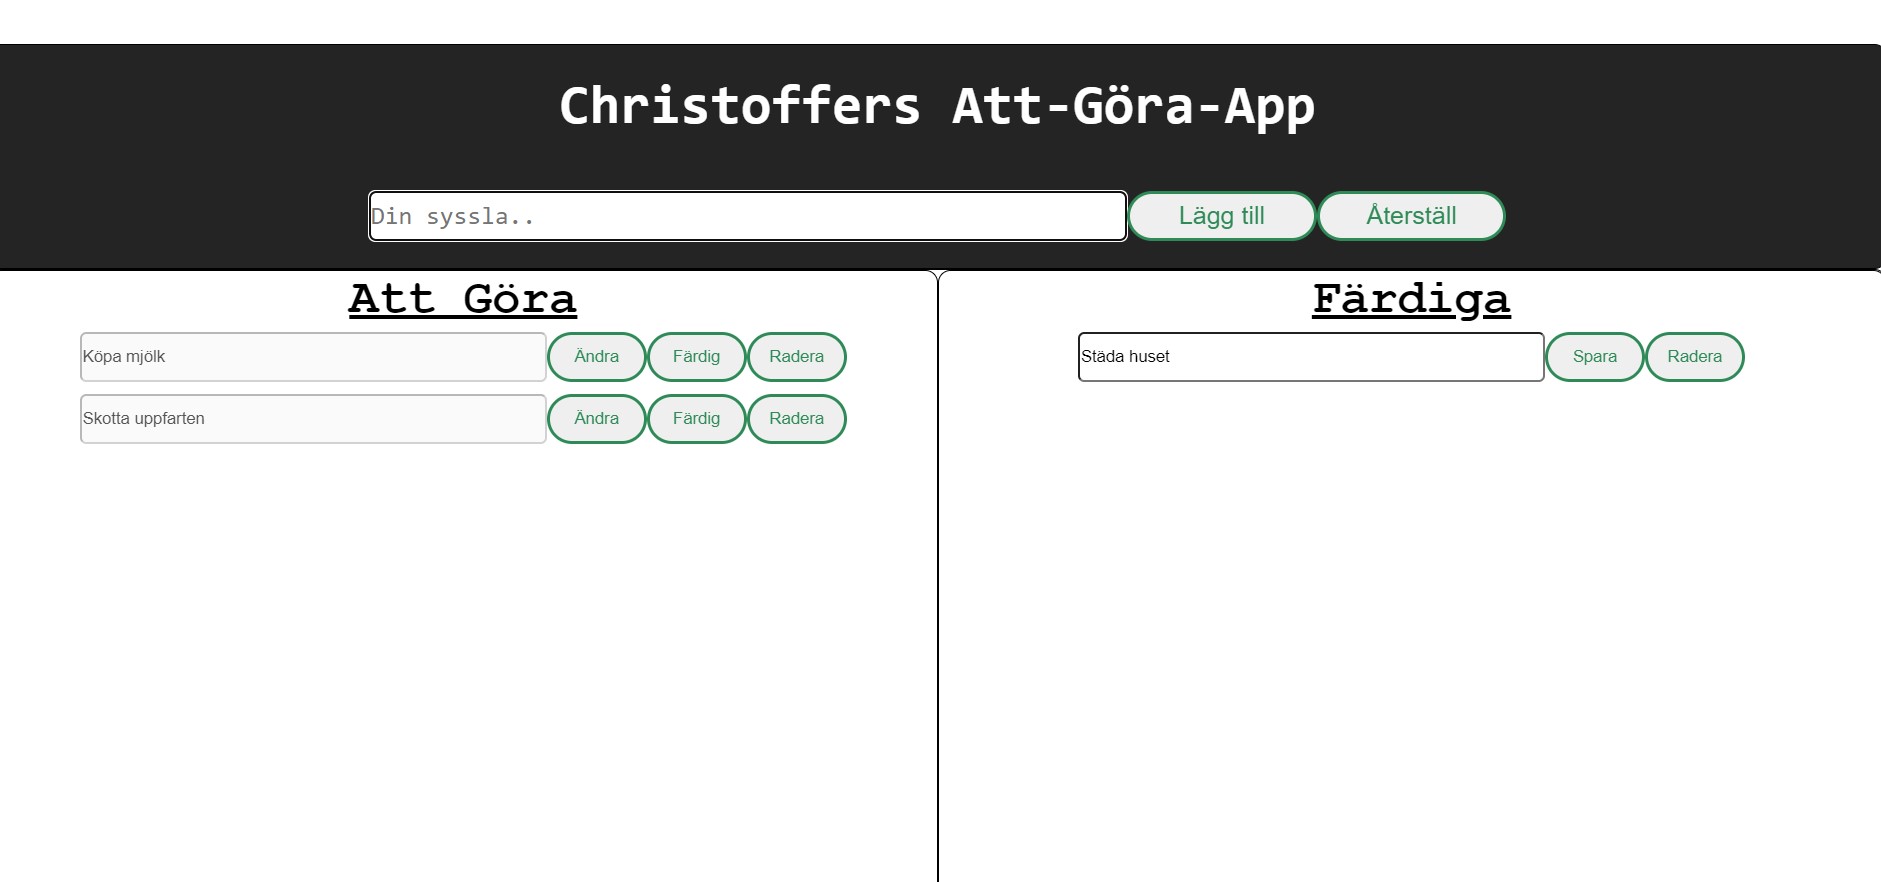 Christoffers Att-Göra-App
Din syssla..
Lägg till
Återställ
Att Göra
Köpa mjölk
Ändra
Färdig
Radera
Skotta uppfarten
Ändra
Färdig
Radera
Färdiga
Städa huset
Spara
Radera